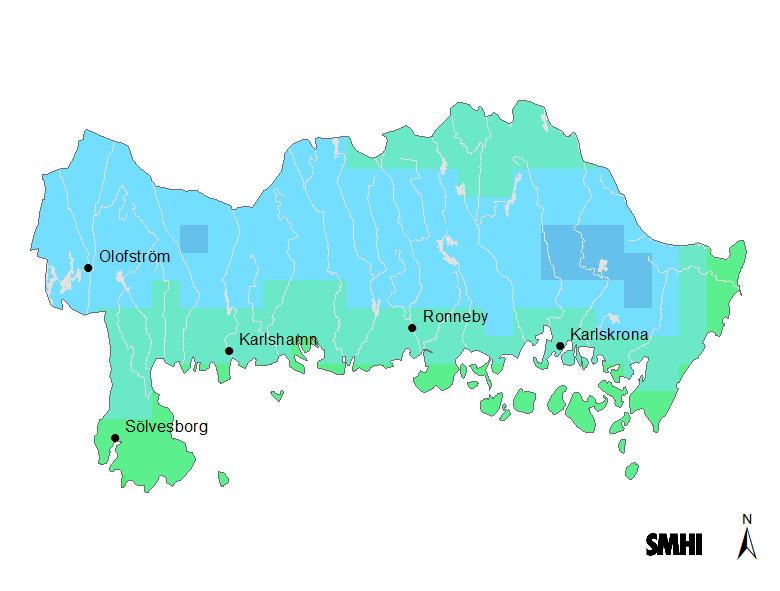 Olofström
Ronneby
Karlshamn
Karlskrona
Sölvesborg
N
SMHI